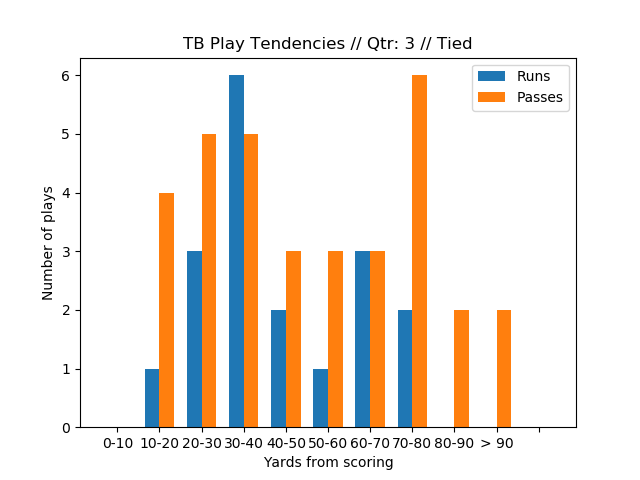 TB Play Tendencies // Qtr: 3 // Tied
Runs
Passes
Number of plays
6
5
4
3
2
1
0
0-10 10-20 20-30 30-40 40-50 50-60 60-70 70-80 80-90 > 90
Yards from scoring